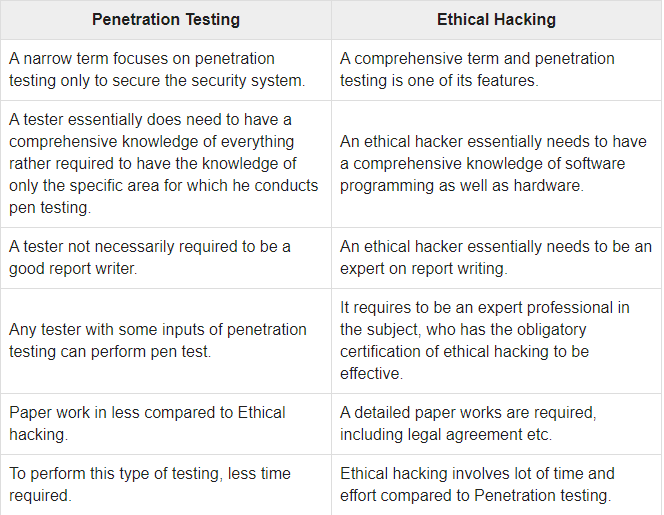 Penetration Testing
Ethical Hacking
A narrow term focuses on penetration
testing only to secure the security system.
A comprehensive term and penetration
testing is one of its features.
A tester essentially does need to have a
comprehensive knowledge of everything
rather required to have the knowledge of
only the specific area for which he conducts
pen testing.
An ethical hacker essentially needs to have
a comprehensive knowledge of software
programming as well as hardware.
A tester not necessarily required to be a
good report writer.
An ethical hacker essentially needs to be an
expert on report writing.
Any tester with some inputs of penetration
testing can perform pen test.
It requires to be an expert professional in
the subject, who has the obligatory
certification of ethical hacking to be
effective.
Paper work in less compared to Ethical
hacking.
A detailed paper works are required,
including legal agreement etc.
To perform this type of testing, less time
required.
Ethical hacking involves lot of time and
effort compared to Penetration testing.